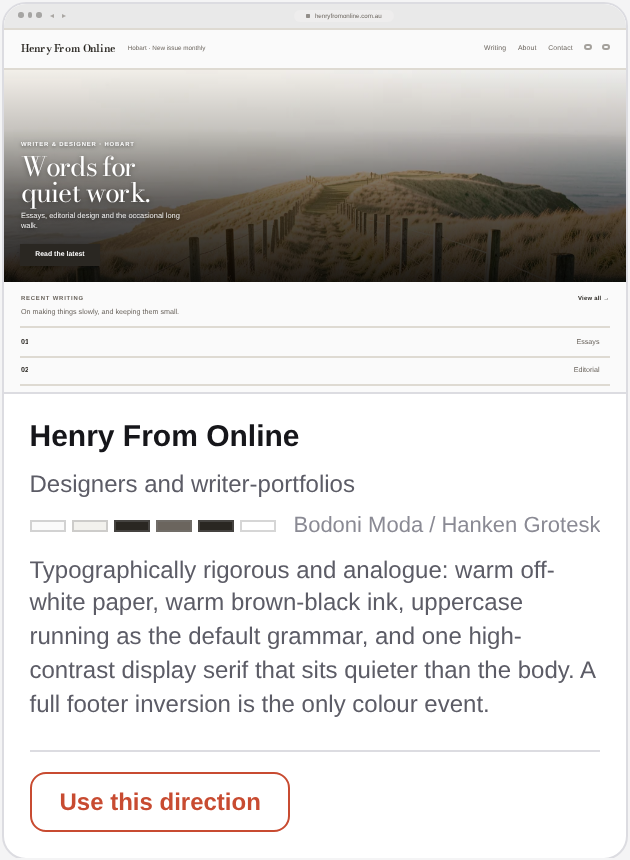 henryfromonline.com.au
Henry From Online
Hobart · New issue monthly
Writing
About
Contact
WRITER & DESIGNER · HOBART
Words for
quiet work.
Essays, editorial design and the occasional long
walk.
Read the latest
RECENT WRITING
View all →
On making things slowly, and keeping them small.
01
Essays
02
Editorial
Henry From Online
Designers and writer-portfolios
Bodoni Moda / Hanken Grotesk
Typographically rigorous and analogue: warm off-
white paper, warm brown-black ink, uppercase
running as the default grammar, and one high-
contrast display serif that sits quieter than the body. A
full footer inversion is the only colour event.
Use this direction